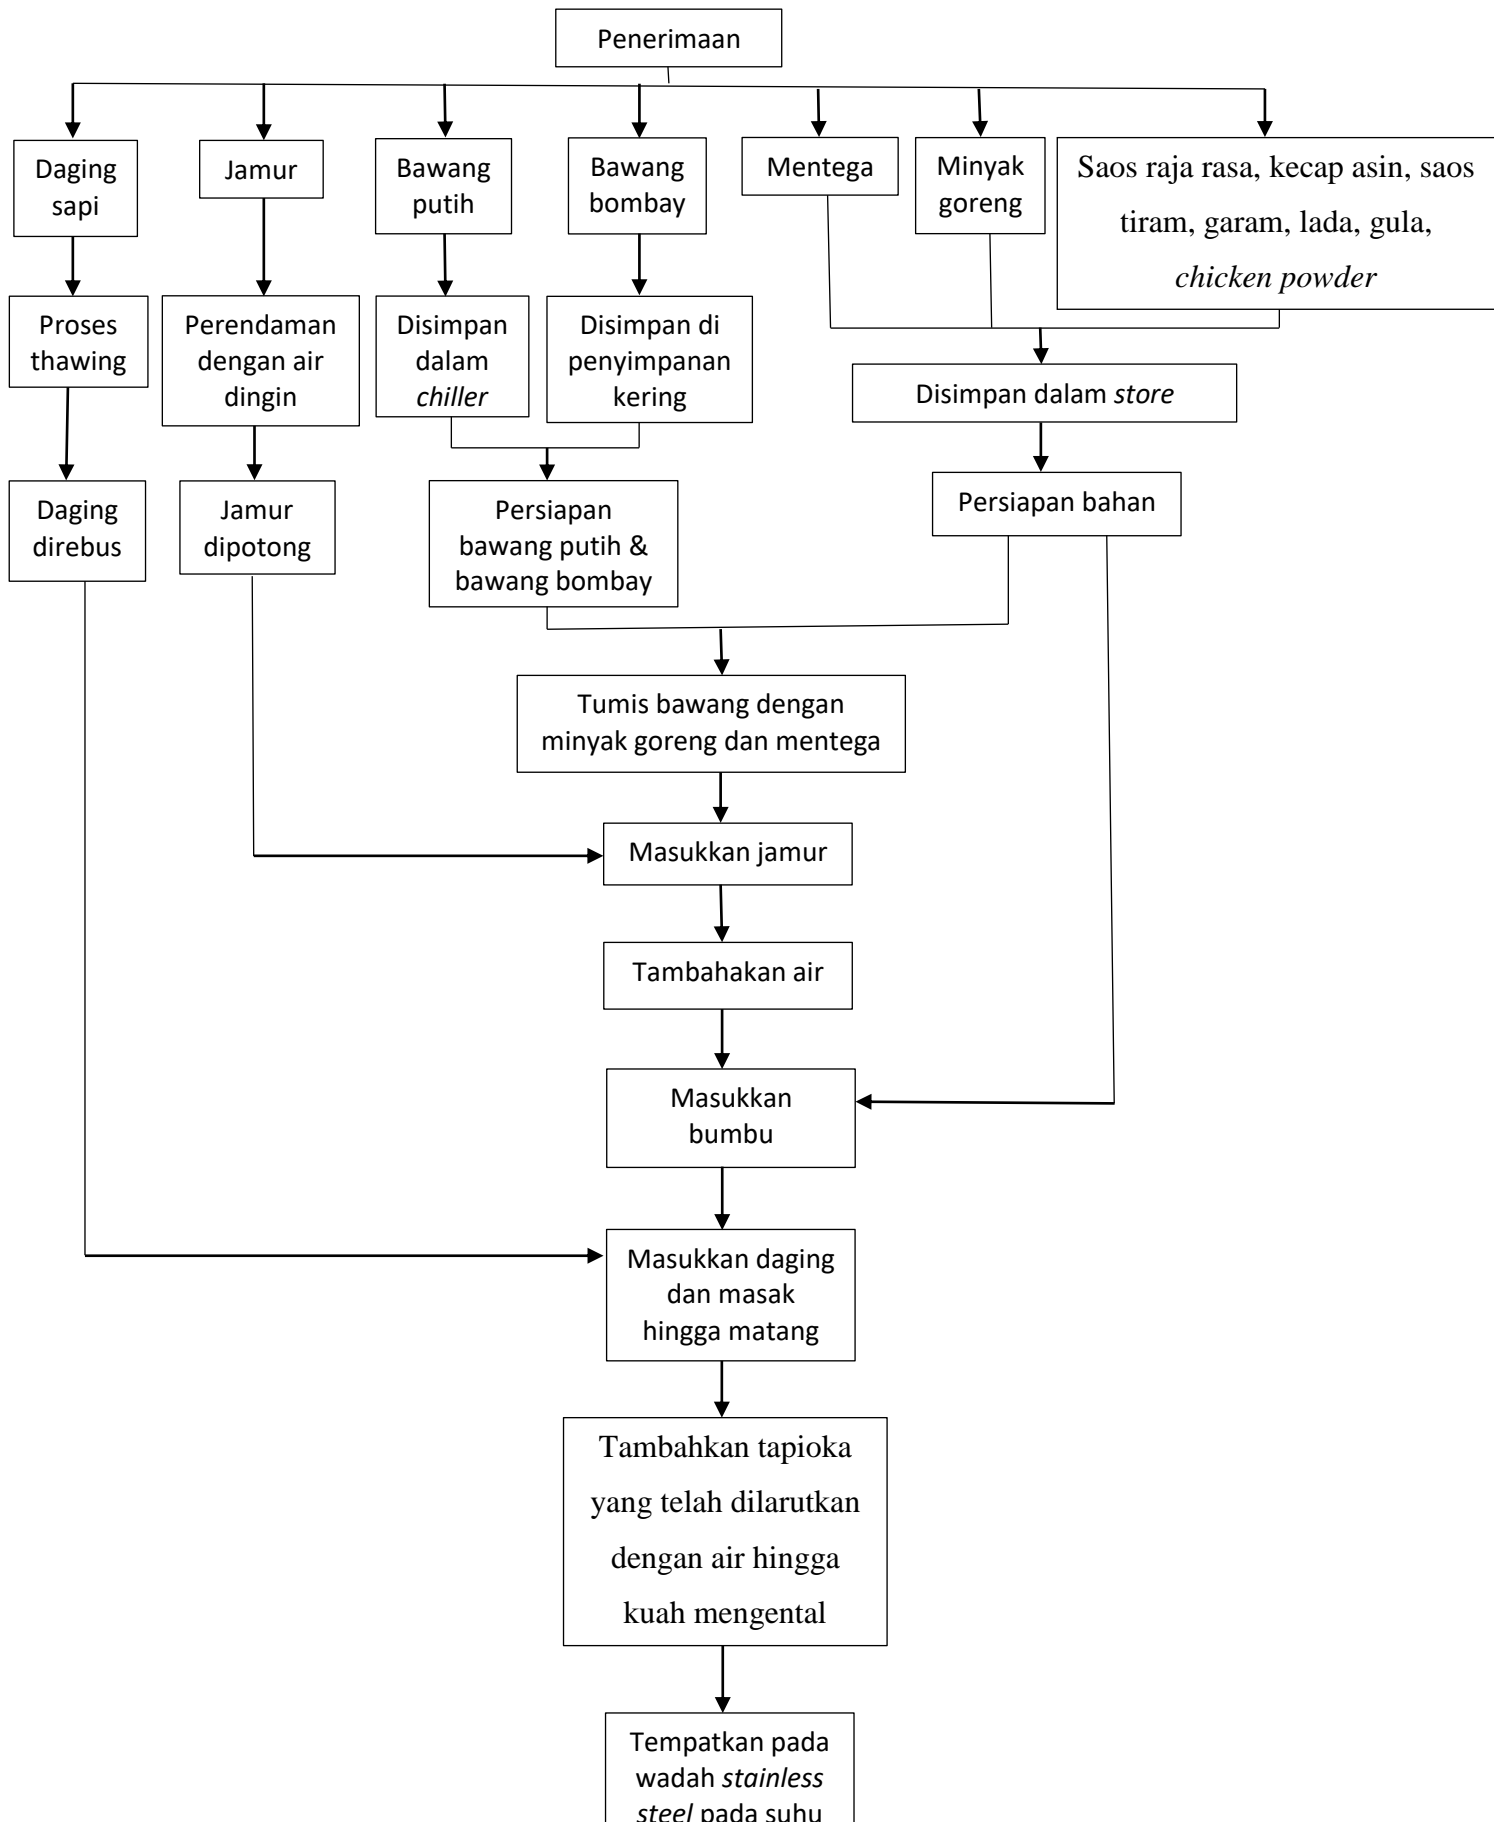 Penerimaan
Daging
sapi
Jamur
Bawang
putih
Bawang
bombay
Mentega
Minyak
goreng
Saos raja rasa, kecap asin, saos
tiram, garam, lada, gula,
chicken powder
Proses
thawing
Perendaman
dengan air
dingin
Disimpan
dalam
chiller
Disimpan di
penyimpanan
kering
Disimpan dalam store
Daging
direbus
Jamur
dipotong
Persiapan
bawang putih &
bawang bombay
Persiapan bahan
Tumis bawang dengan
minyak goreng dan mentega
Masukkan jamur
Tambahakan air
Masukkan
bumbu
Masukkan daging
dan masak
hingga matang
Tambahkan tapioka
yang telah dilarutkan
dengan air hingga
kuah mengental
Tempatkan pada
wadah stainless
steel pada suhu